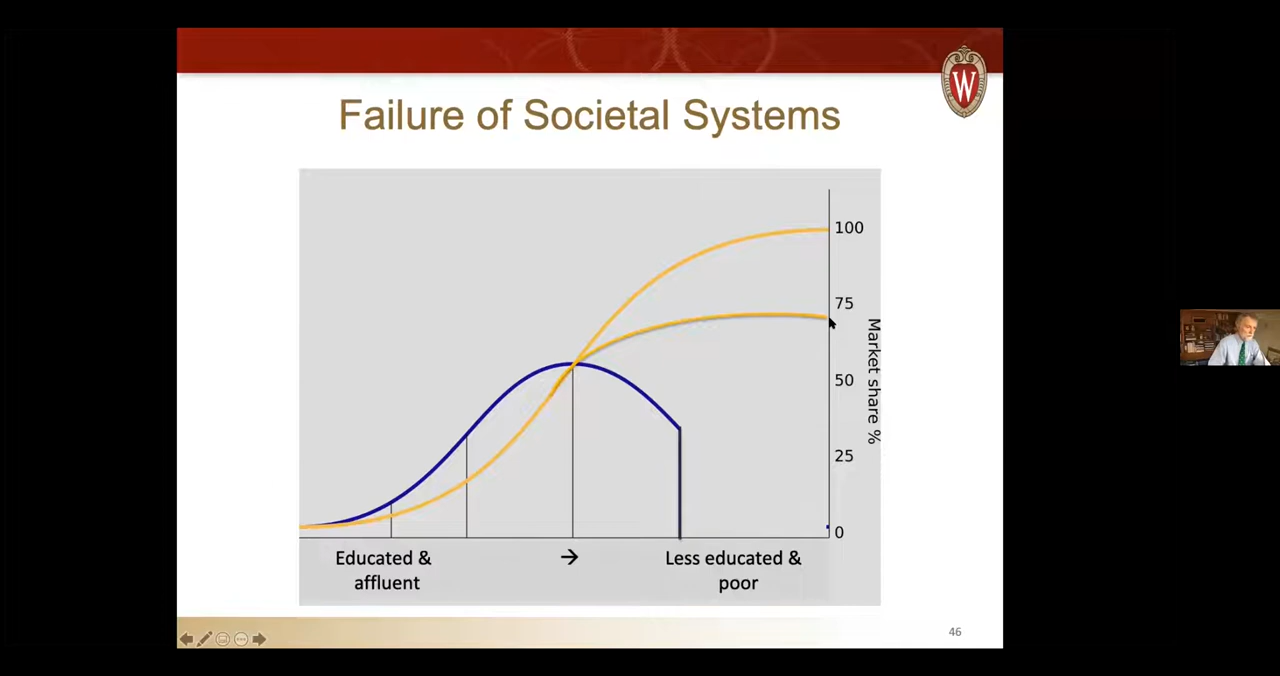 W
Failure of Societal Systems
100
75
50
25
0
Market share %
Educated &
affluent
→
Less educated &
poor
46